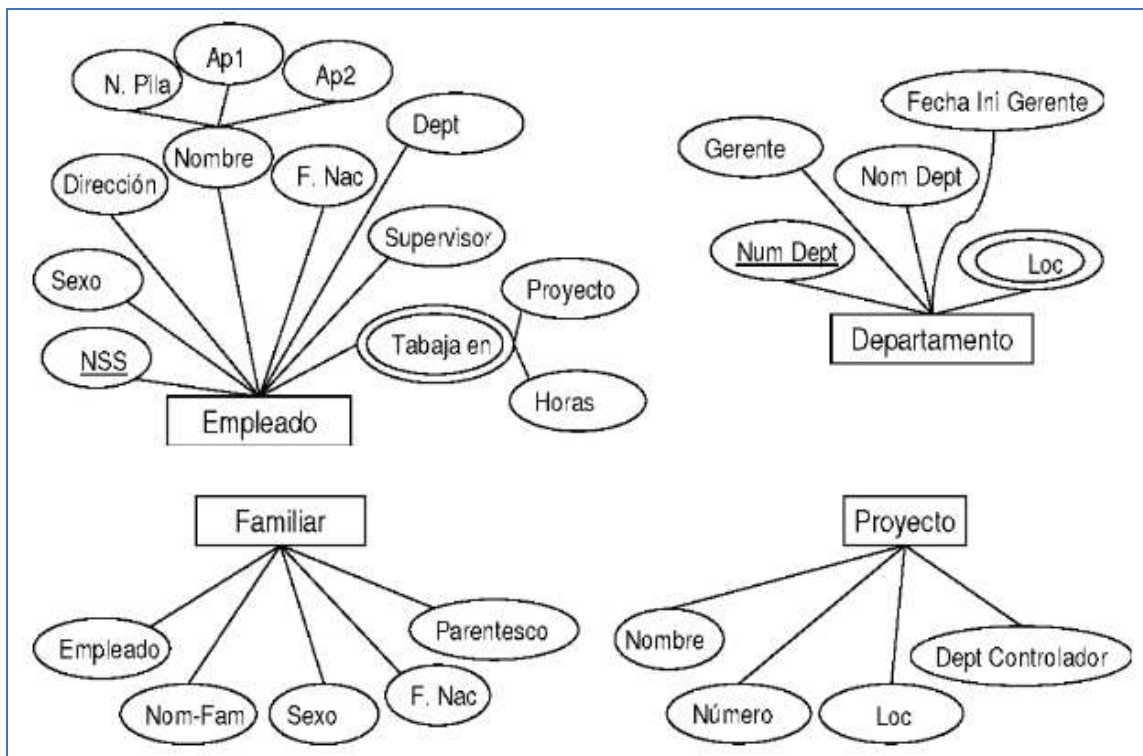 N. Pila
Ap1
Ap2
Nombre
Dirección
F. Nac
Dept
Supervisor
Sexo
NSS
Tabaja en
Proyecto
Horas
Empleado
Fecha Ini Gerente
Gerente
Nom Dept
Num Dept
Loc
Departamento
Familiar
Empleado
Nom-Fam
Sexo
F. Nac
Parentesco
Proyecto
Nombre
Número
Loc
Dept Controlador